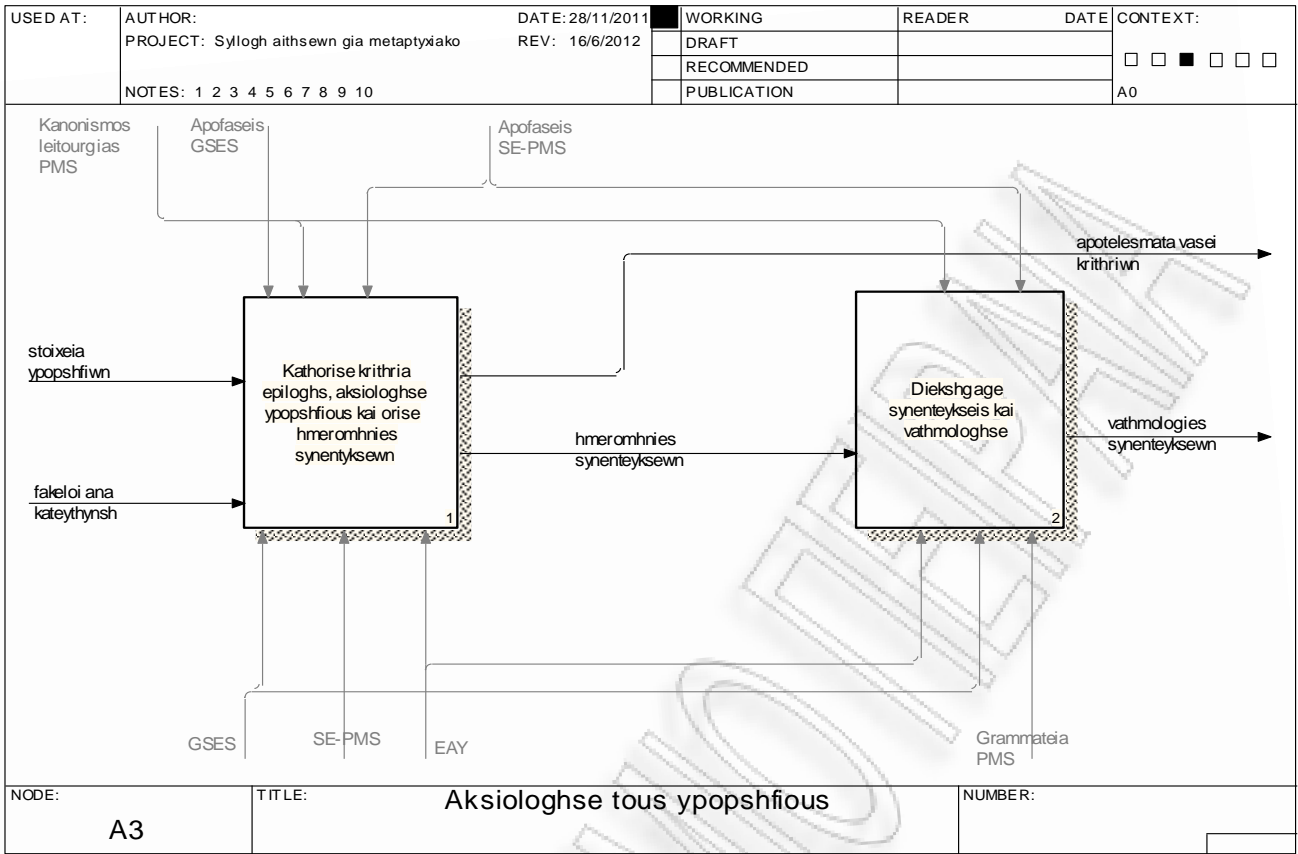 USED AT:
AUTHOR:
DATE: 28/11/2011
WORKING
READER
DATE
CONTEXT:
PROJECT: Syllogh aithsewn gia metaptyxiako
REV: 16/6/2012
DRAFT
RECOMMENDED
NOTES: 1 2 3 4 5 6 7 8 9 10
PUBLICATION
A0
Kanonismos
leitourgias
PMS
Apofaseis
GSES
Apofaseis
SE-PMS
apotelesmata vasei
krithriwn
stoixeia
ypopshfiwn
Kathorise krithria
epiloghs, aksiologhse
ypopshfious kai orise
hmeromhnies
synentyksewn
1
Diekshgage
synenteykseis kai
vathmologhse
2
hmeromhnies
synenteyksewn
vathmologies
synenteyksewn
fakeloi ana
kateythynsh
GSES
SE-PMS
EAY
Grammateia
PMS
NODE:
A3
TITLE:
Aksiologhse tous ypopshfious
NUMBER: